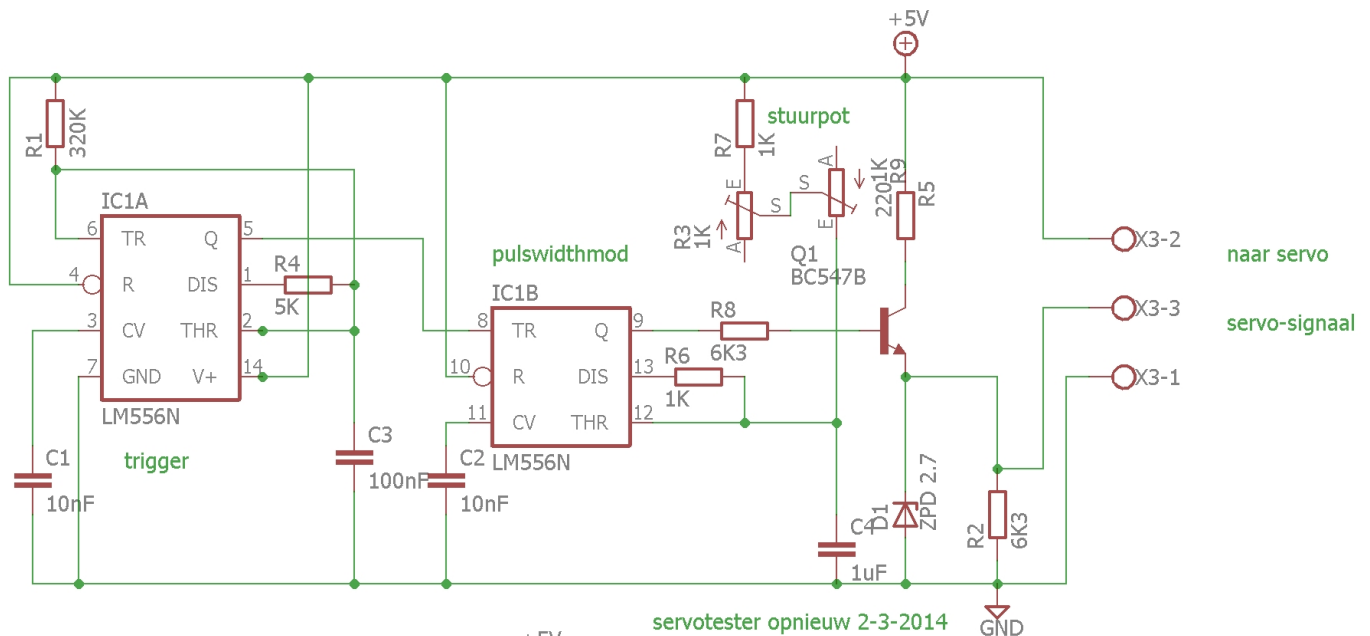 +5V
R1
320K
stuurpot
R7
1K
A
1K
R9
E
S
S
220
R5
IC1A
6
TR
Q
5
R3
1K
A
E
Q1
BC547B
X3-2
naar servo
pulswidthmod
4
R
DIS
1
R4
5K
IC1B
R8
6K3
X3-3
servo-signaal
3
CV
THR
2
8
TR
Q
9
7
GND
V+
14
10
R
DIS
13
R6
1K
X3-1
LM556N
11
CV
THR
12
C3
100nF
C1
10nF
trigger
C2
10nF
LM556N
C4
1uF
D1
ZPD 2.7
R2
6K3
servotester opnieuw 2-3-2014
GND